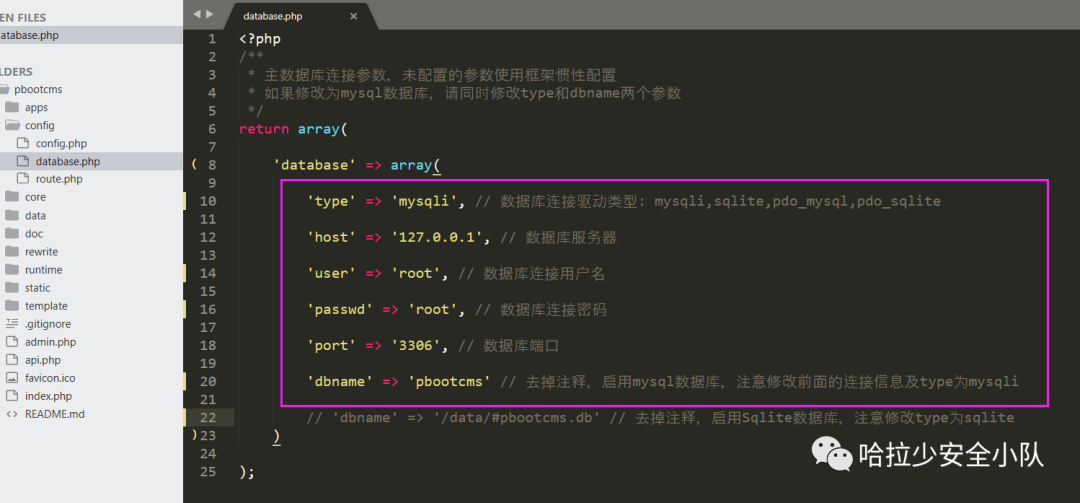 EN FILES
atabase.php
LDERS
pbootcms
apps
config
config.php
database.php
route.php
core
data
doc
rewrite
runtime
static
template
.gitignore
admin.php
api.php
favicon.ico
index.php
README.md
database.php
1 <?php
2 /**
3 * 主数据库连接参数，未配置的参数使用框架惯性配置
4 * 如果修改为mysql数据库，请同时修改type和dbname两个参数
5 */
6 return array(
7
8 'database' => array(
9
10 'type' => 'mysqli', // 数据库连接驱动类型: mysqli,sqlite,pdo_mysql,pdo_sqlite
11
12 'host' => '127.0.0.1', // 数据库服务器
13
14 'user' => 'root', // 数据库连接用户名
15
16 'passwd' => 'root', // 数据库连接密码
17
18 'port' => '3306', // 数据库端口
19
20 'dbname' => 'pbootcms' // 去掉注释，启用mysql数据库，注意修改前面的连接信息及type为mysqli
21
22 // 'dbname' => '/data/#pbootcms.db' // 去掉注释，启用Sqlite数据库，注意修改type为sqlite
23 )
24
25 );
哈拉少安全小队